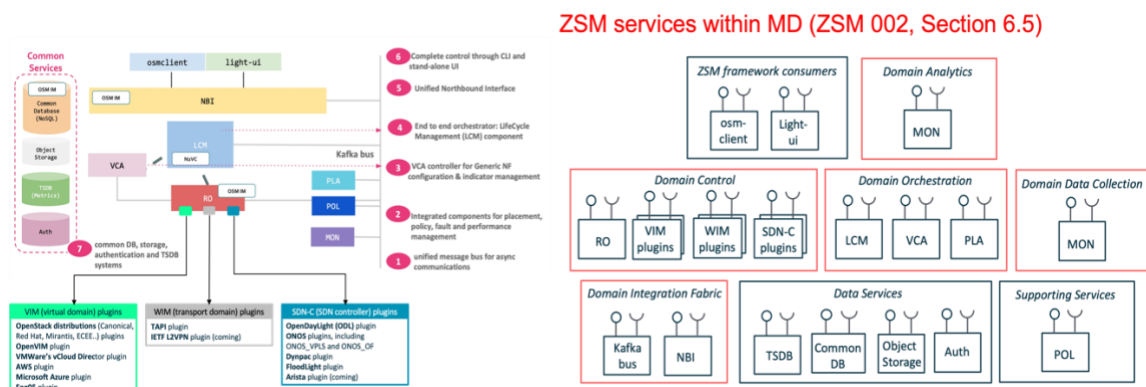 ZSM services within MD (ZSM 002, Section 6.5)
Common
Services
OSM IM
Common
Database
(NoSQL)
Object
Storage
TSDB
(Metrics)
Auth
7
common DB, storage,
authentication and TSDB
systems
osmclient
light-ui
OSM IM
NBI
LCM
N2VC
VCA
Kafka bus
RO
OSM IM
PLA
POL
MON
6
Complete control through CLI and
stand-alone UI
5
Unified Northbound Interface
4
End to end orchestrator: LifeCycle
Management (LCM) component
3
VCA controller for Generic NF
configuration & indicator management
2
Integrated components for placement,
policy, fault and performance
management
1
unified message bus for async
communications
VIM (virtual domain) plugins
OpenStack distributions (Canonical,
Red Hat, Mirantis, ECEE..) plugins
OpenVIM plugin
VMWare's vCloud Director plugin
AWS plugin
Microsoft Azure plugin
WIM (transport domain) plugins
TAPI plugin
IETF L2VPN plugin (coming)
SDN-C (SDN controller) plugins
OpenDayLight (ODL) plugin
ONOS plugins, including
ONOS_VPLS and ONOS_OF
Dynpac plugin
FloodLight plugin
Arista plugin (coming)
ZSM framework consumers
osm-
client
Light-
ui
Domain Analytics
MON
Domain Control
RO
VIM
plugins
WIM
plugins
SDN-C
plugins
Domain Orchestration
LCM
VCA
PLA
Domain Data Collection
MON
Domain Integration Fabric
Kafka
bus
NBI
Data Services
TSDB
Common
DB
Object
Storage
Auth
Supporting Services
POL